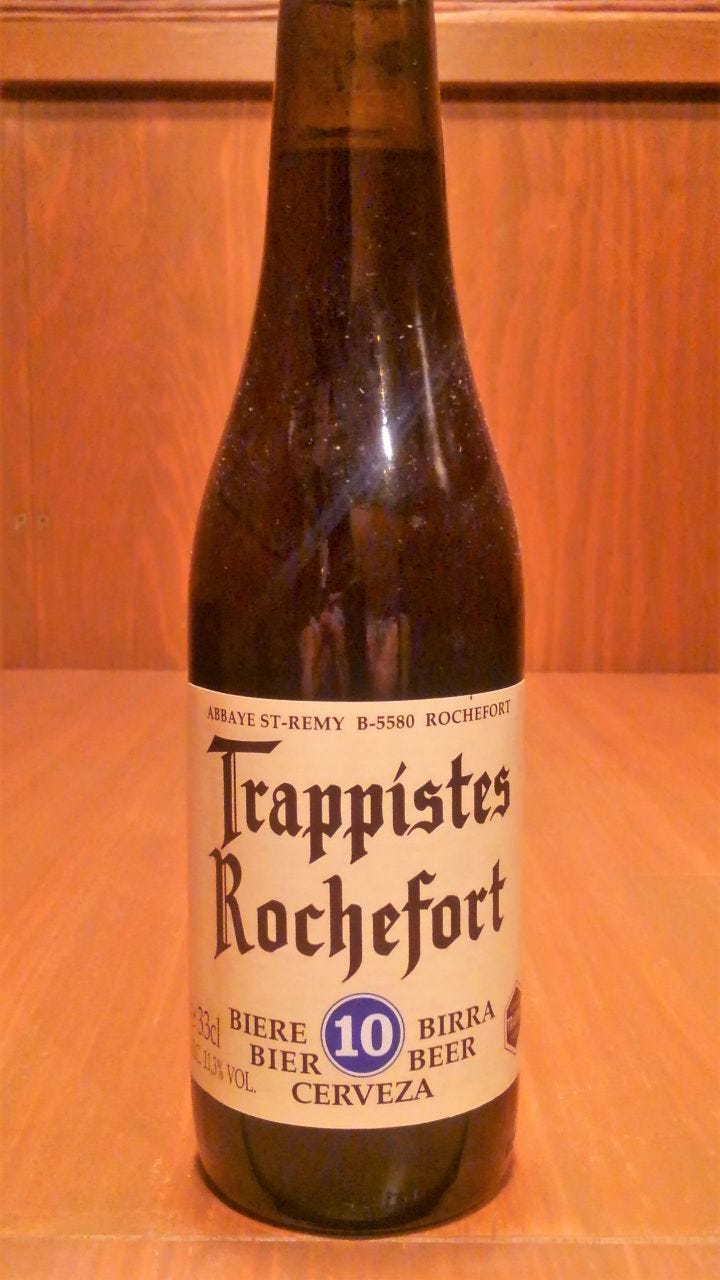 ABBAYE ST-REMY B-5580 ROCHEFORT
Trappistes
Rochefort
33cl
11,3% VOL.
BIERE 10 BIRRA
BIER BEER
CERVEZA